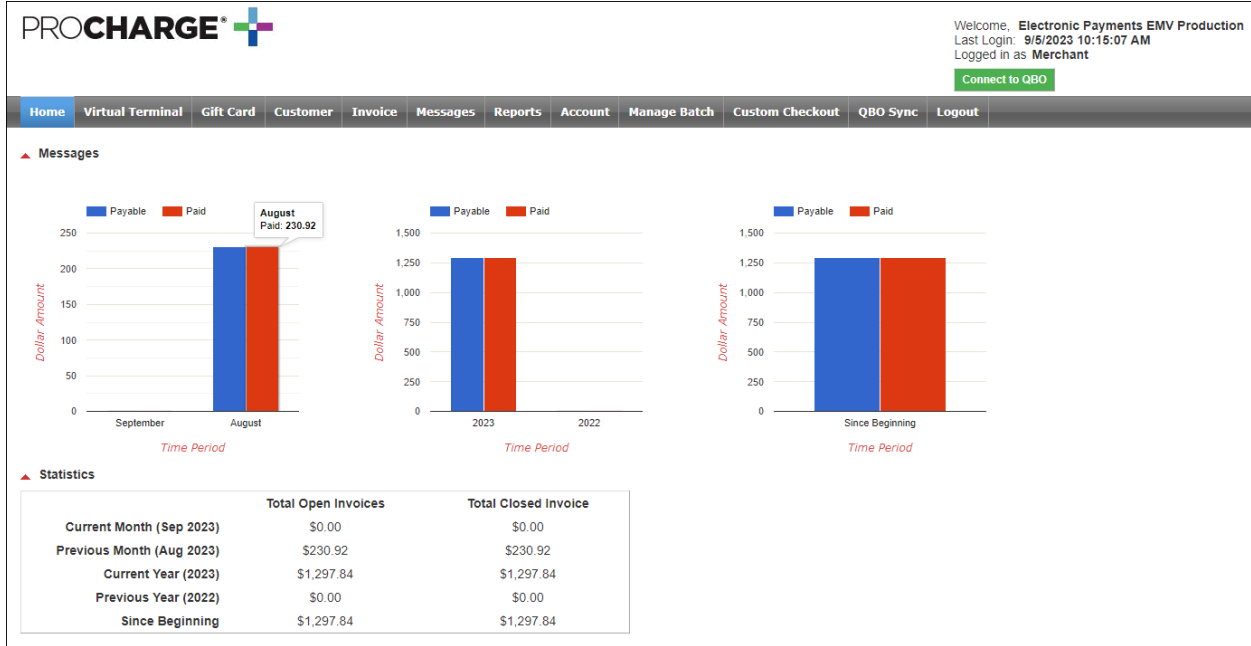 PROCHARGE®
Welcome, Electronic Payments EMV Production
Last Login: 9/5/2023 10:15:07 AM
Logged in as Merchant
Connect to QBO
Home Virtual Terminal Gift Card Customer Invoice Messages Reports Account Manage Batch Custom Checkout QBO Sync Logout
Messages
Payable Paid
August
Paid: 230.92
250
200
150
100
50
0
Dollar Amount
September August
Time Period
Payable Paid
1,500
1,250
1,000
750
500
250
0
Dollar Amount
2023 2022
Time Period
Payable Paid
1,500
1,250
1,000
750
500
250
0
Dollar Amount
Since Beginning
Time Period
Statistics
Total Open Invoices Total Closed Invoice
Current Month (Sep 2023) $0.00 $0.00
Previous Month (Aug 2023) $230.92 $230.92
Current Year (2023) $1,297.84 $1,297.84
Previous Year (2022) $0.00 $0.00
Since Beginning $1,297.84 $1,297.84